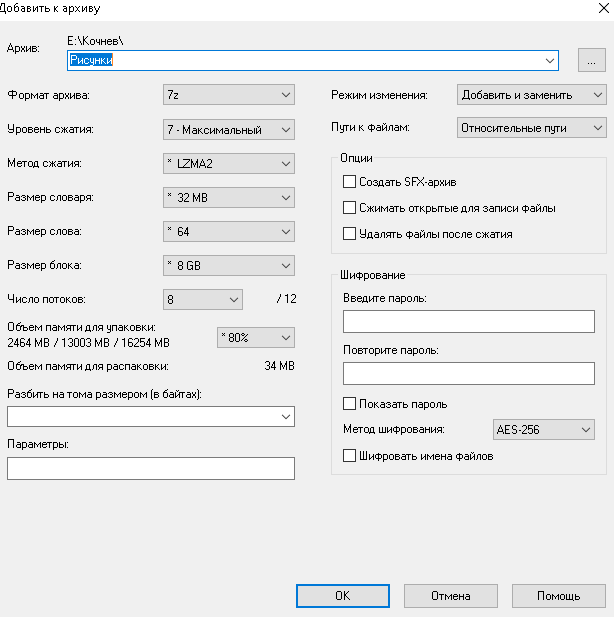 Добавить к архиву
Архив:
E:\Кочнев\
Рисунки
...
Формат архива:
7z
Уровень сжатия:
7 - Максимальный
Метод сжатия:
* LZMA2
Размер словаря:
* 32 MB
Размер слова:
* 64
Размер блока:
* 8 GB
Число потоков:
8
/ 12
Объем памяти для упаковки:
2464 MB / 13003 MB / 16254 MB
* 80%
Объем памяти для распаковки:
34 MB
Разбить на тома размером (в байтах):
Параметры:
Режим изменения:
Добавить и заменить
Пути к файлам:
Относительные пути
Опции
Создать SFX-архив
Сжимать открытые для записи файлы
Удалять файлы после сжатия
Шифрование
Введите пароль:
Повторите пароль:
Показать пароль
Метод шифрования:
AES-256
Шифровать имена файлов
OK
Отмена
Помощь